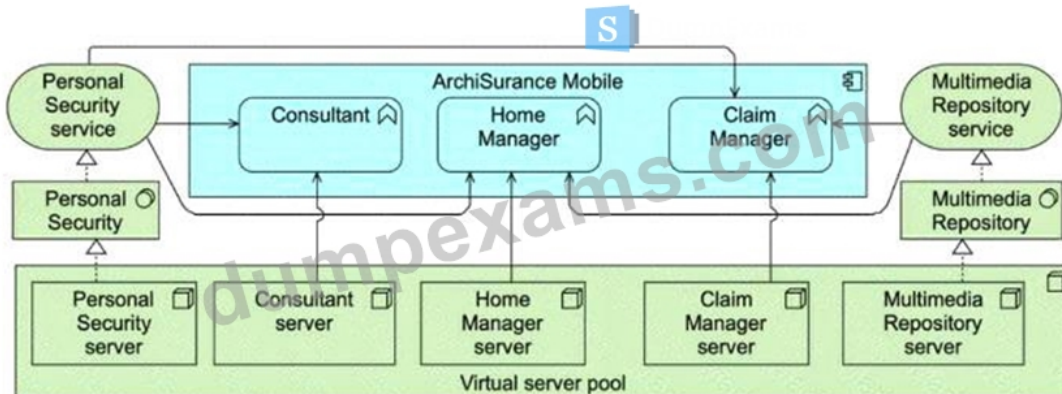 S
ArchiSurance Mobile
Personal
Security
service
Consultant
Home
Manager
Claim
Manager
Multimedia
Repository
service
Personal
Security
Multimedia
Repository
Personal
Security
server
Consultant
server
Home
Manager
server
Claim
Manager
server
Multimedia
Repository
server
Virtual server pool
dumpexams.com